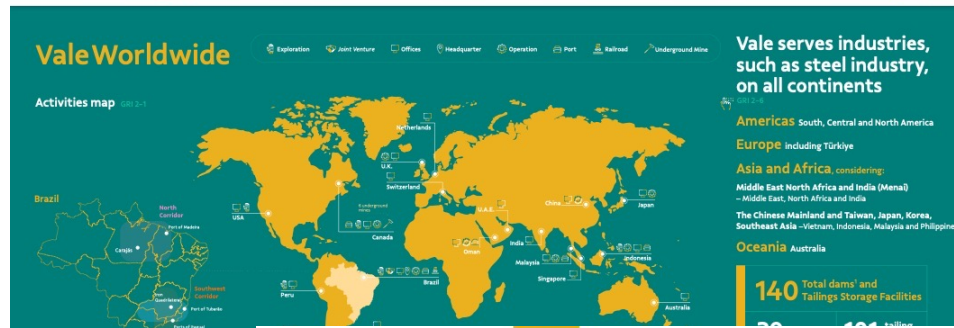 Vale Worldwide
Exploration
Joint Venture
Offices
Headquarter
Operation
Port
Railroad
Underground Mine
Activities map GRI 2-1
Netherlands
U.K.
Switzerland
USA
6 underground
mines
Canada
U.A.E.
China
Japan
Oman
India
Malaysia
Indonesia
Singapore
Peru
Brazil
Australia
Brazil
North
Corridor
Port of Madeira
Carajás
Southeast
Corridor
Port of Tubarão
Vale serves industries,
such as steel industry,
on all continents
GRI 2-6
Americas South, Central and North America
Europe including Türkiye
Asia and Africa, considering:
Middle East North Africa and India (Menai)
– Middle East, North Africa and India
The Chinese Mainland and Taiwan, Japan, Korea,
Southeast Asia –Vietnam, Indonesia, Malaysia and Philippine
Oceania Australia
140 Total dams¹ and
Tailings Storage Facilities
tailing